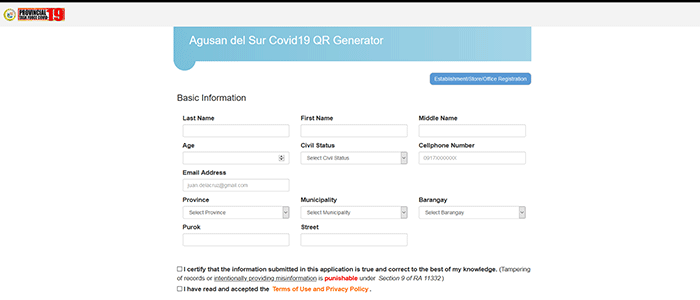 PROVINCIAL
TASK FORCE COVID 19
Agusan del Sur Covid19 QR Generator
Establishment/Store/Office Registration
Basic Information
Last Name First Name Middle Name
Age Civil Status Cellphone Number
Select Civil Status
Email Address
juan.delacruz@gmail.com
Province Municipality Barangay
Select Province Select Municipality Select Barangay
Purok Street
I certify that the information submitted in this application is true and correct to the best of my knowledge. (Tampering
of records or intentionally providing misinformation is punishable under Section 9 of RA 11332)
I have read and accepted the Terms of Use and Privacy Policy .